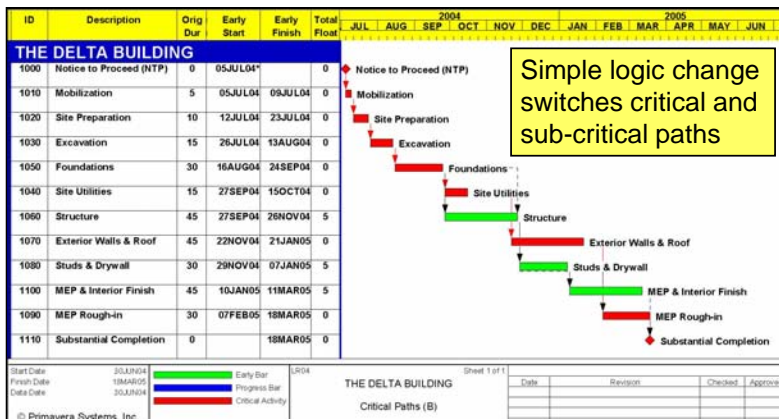 ID Description Orig Dur Early Start Early Finish Total Float 2004 2005
JUL AUG SEP OCT NOV DEC JAN FEB MAR APR MAY JUN
THE DELTA BUILDING
1000 Notice to Proceed (NTP) 0 05JUL04* 0 Notice to Proceed (NTP)
1010 Mobilization 5 05JUL04 09JUL04 0 Mobilization
1020 Site Preparation 10 12JUL04 23JUL04 0 Site Preparation
1030 Excavation 15 26JUL04 13AUG04 0 Excavation
1050 Foundations 30 16AUG04 24SEP04 0 Foundations
1040 Site Utilities 15 27SEP04 15OCT04 0 Site Utilities
1060 Structure 45 27SEP04 26NOV04 5 Structure
1070 Exterior Walls & Roof 45 22NOV04 21JAN05 0 Exterior Walls & Roof
1080 Studs & Drywall 30 29NOV04 07JAN05 5 Studs & Drywall
1100 MEP & Interior Finish 45 10JAN05 11MAR05 5 MEP & Interior Finish
1090 MEP Rough-in 30 07FEB05 18MAR05 0 MEP Rough-in
1110 Substantial Completion 0 18MAR05 0 Substantial Completion
Simple logic change
switches critical and
sub-critical paths
Start Date 30JUN04
Finish Date 18MAR05
Data Date 30JUN04
© Primavera Systems, Inc.
Early Bar
Progress Bar
Critical Activity
LR04
Sheet 1 of 1
THE DELTA BUILDING
Critical Paths (B)
Date Revision Checked Approve